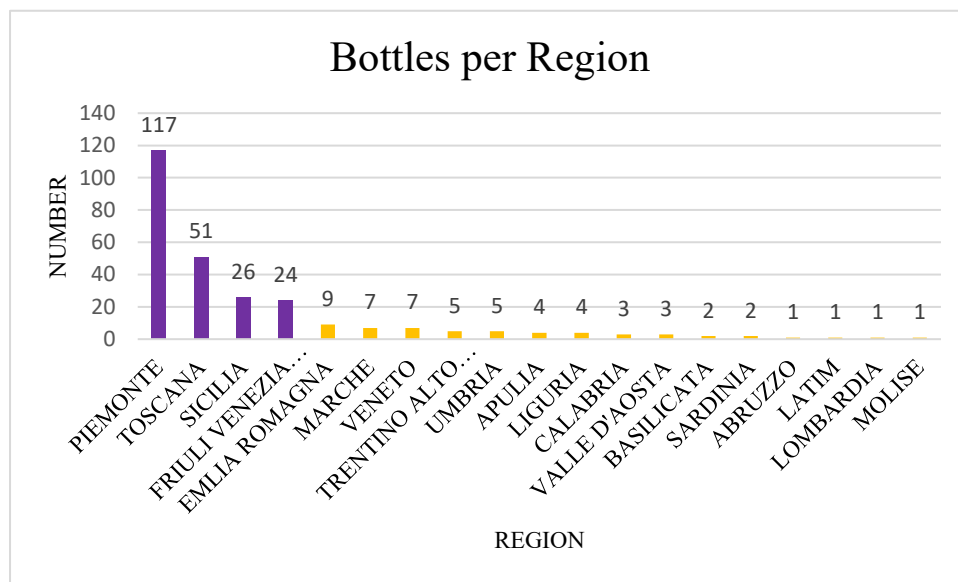 Bottles per Region
NUMBER
140
120
100
80
60
40
20
0
117
51
26
24
9
7
7
5
5
4
4
3
3
2
2
1
1
1
1
PIEMONTE
TOSCANA
SICILIA
FRIULI VENEZIA…
EMLIA ROMAGNA
MARCHE
VENETO
TRENTINO ALTO…
UMBRIA
APULIA
LIGURIA
CALABRIA
VALLE D'AOSTA
BASILICATA
SARDINIA
ABRUZZO
LATIM
LOMBARDIA
MOLISE
REGION